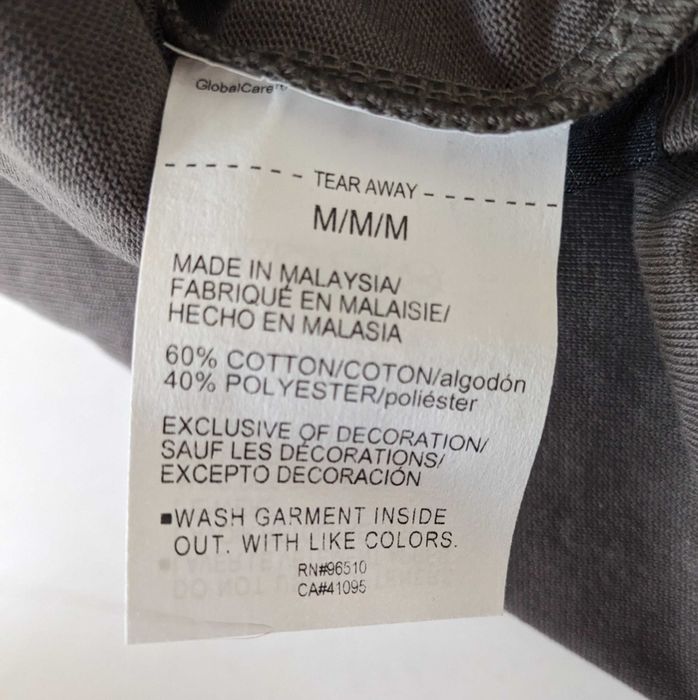 GlobalCare
TEAR AWAY
M/M/M
MADE IN MALAYSIA/
FABRIQUÉ EN MALAISIE/
HECHO EN MALASIA
60% COTTON/COTON/algodón
40% POLYESTER/poliéster
EXCLUSIVE OF DECORATION/
SAUF LES DÉCORATIONS/
EXCEPTO DECORACIÓN
■WASH GARMENT INSIDE
OUT. WITH LIKE COLORS.
RN#96510
CA#41095